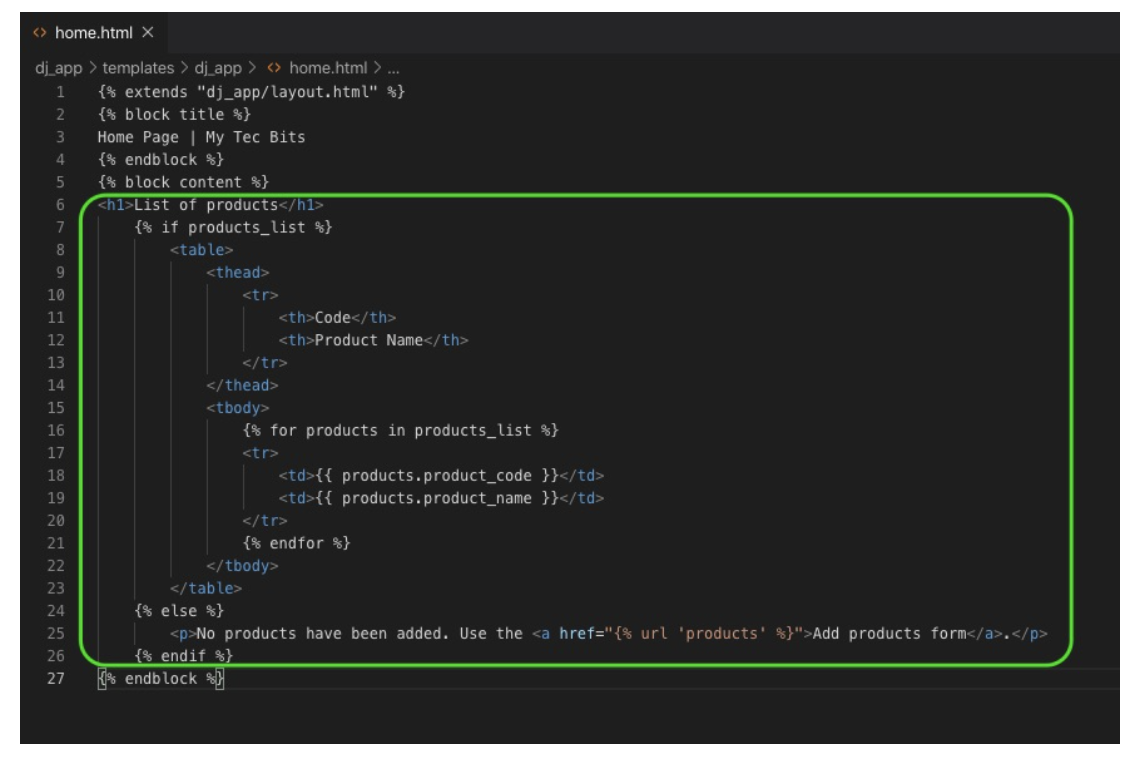 <> home.html ×
dj_app > templates > dj_app > <> home.html > ...
1 {% extends "dj_app/layout.html" %}
2 {% block title %}
3 Home Page | My Tec Bits
4 {% endblock %}
5 {% block content %}
6 <h1>List of products</h1>
7     {% if products_list %}
8         <table>
9             <thead>
10                 <tr>
11                     <th>Code</th>
12                     <th>Product Name</th>
13                 </tr>
14             </thead>
15             <tbody>
16                 {% for products in products_list %}
17                 <tr>
18                     <td>{{ products.product_code }}</td>
19                     <td>{{ products.product_name }}</td>
20                 </tr>
21                 {% endfor %}
22             </tbody>
23         </table>
24     {% else %}
25         <p>No products have been added. Use the <a href="{% url 'products' %}">Add products form</a>.</p>
26     {% endif %}
27 {% endblock %}